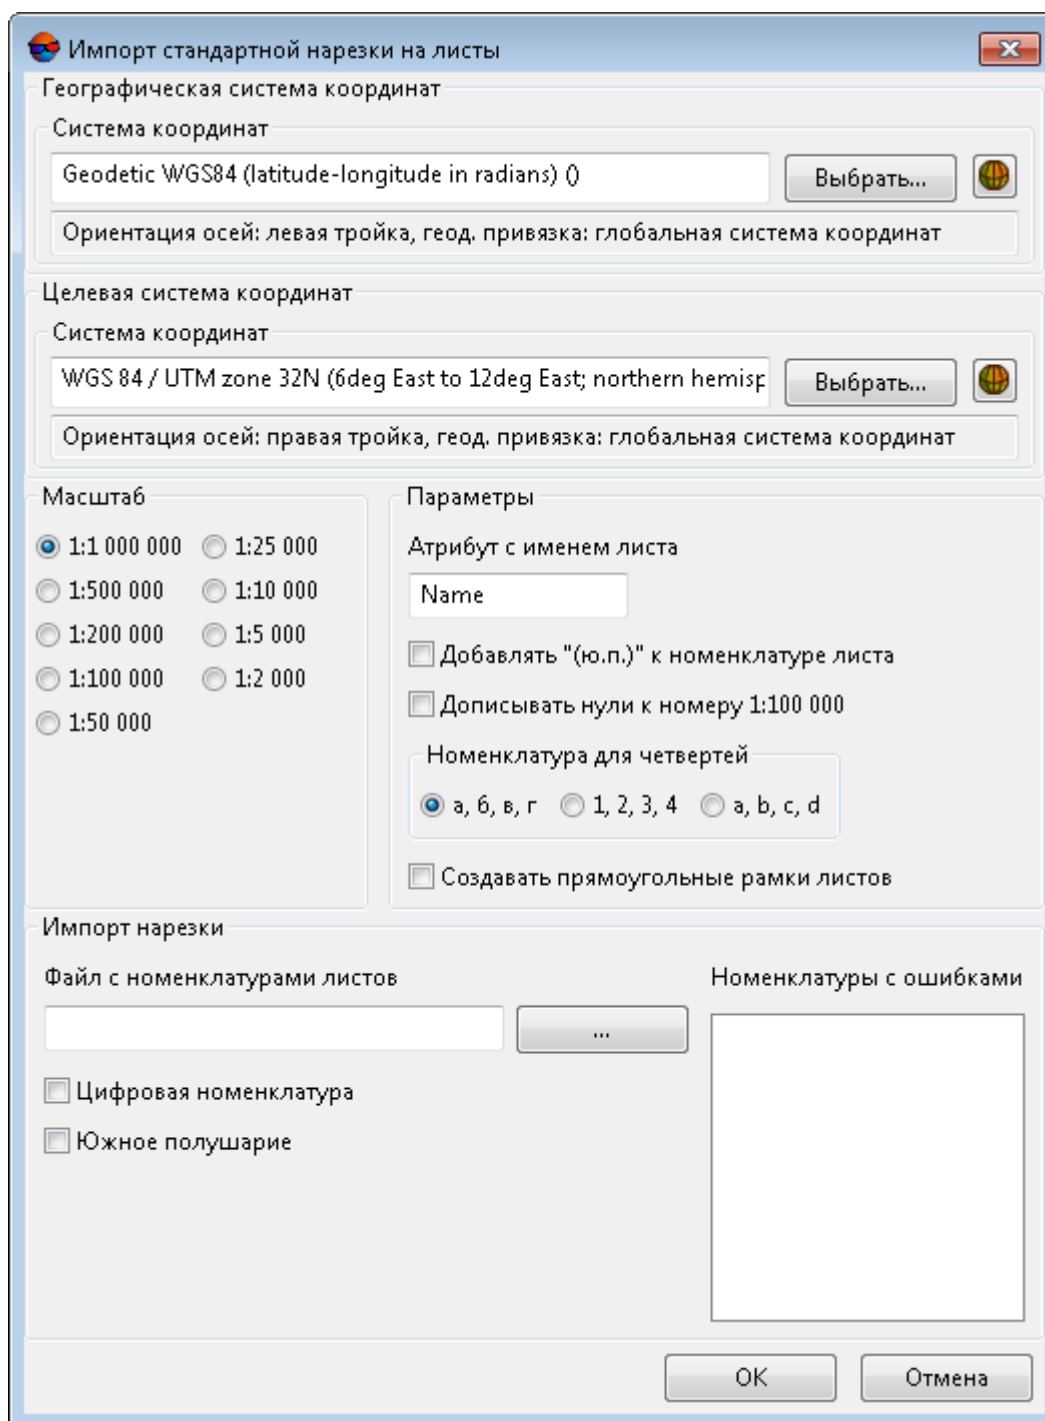 Импорт стандартной нарезки на листы
Географическая система координат
Система координат
Geodetic WGS84 (latitude-longitude in radians) ()
Выбрать...
Ориентация осей: левая тройка, геод. привязка: глобальная система координат
Целевая система координат
Система координат
WGS 84 / UTM zone 32N (6deg East to 12deg East; northern hemisp
Выбрать...
Ориентация осей: правая тройка, геод. привязка: глобальная система координат
Масштаб
1:1 000 000 1:25 000
1:500 000 1:10 000
1:200 000 1:5 000
1:100 000 1:2 000
1:50 000
Параметры
Атрибут с именем листа
Name
Добавлять "(ю.п.)" к номенклатуре листа
Дописывать нули к номеру 1:100 000
Номенклатура для четвертей
а, б, в, г 1, 2, 3, 4 a, b, c, d
Создавать прямоугольные рамки листов
Импорт нарезки
Файл с номенклатурами листов
...
Цифровая номенклатура
Южное полушарие
Номенклатуры с ошибками
OK Отмена